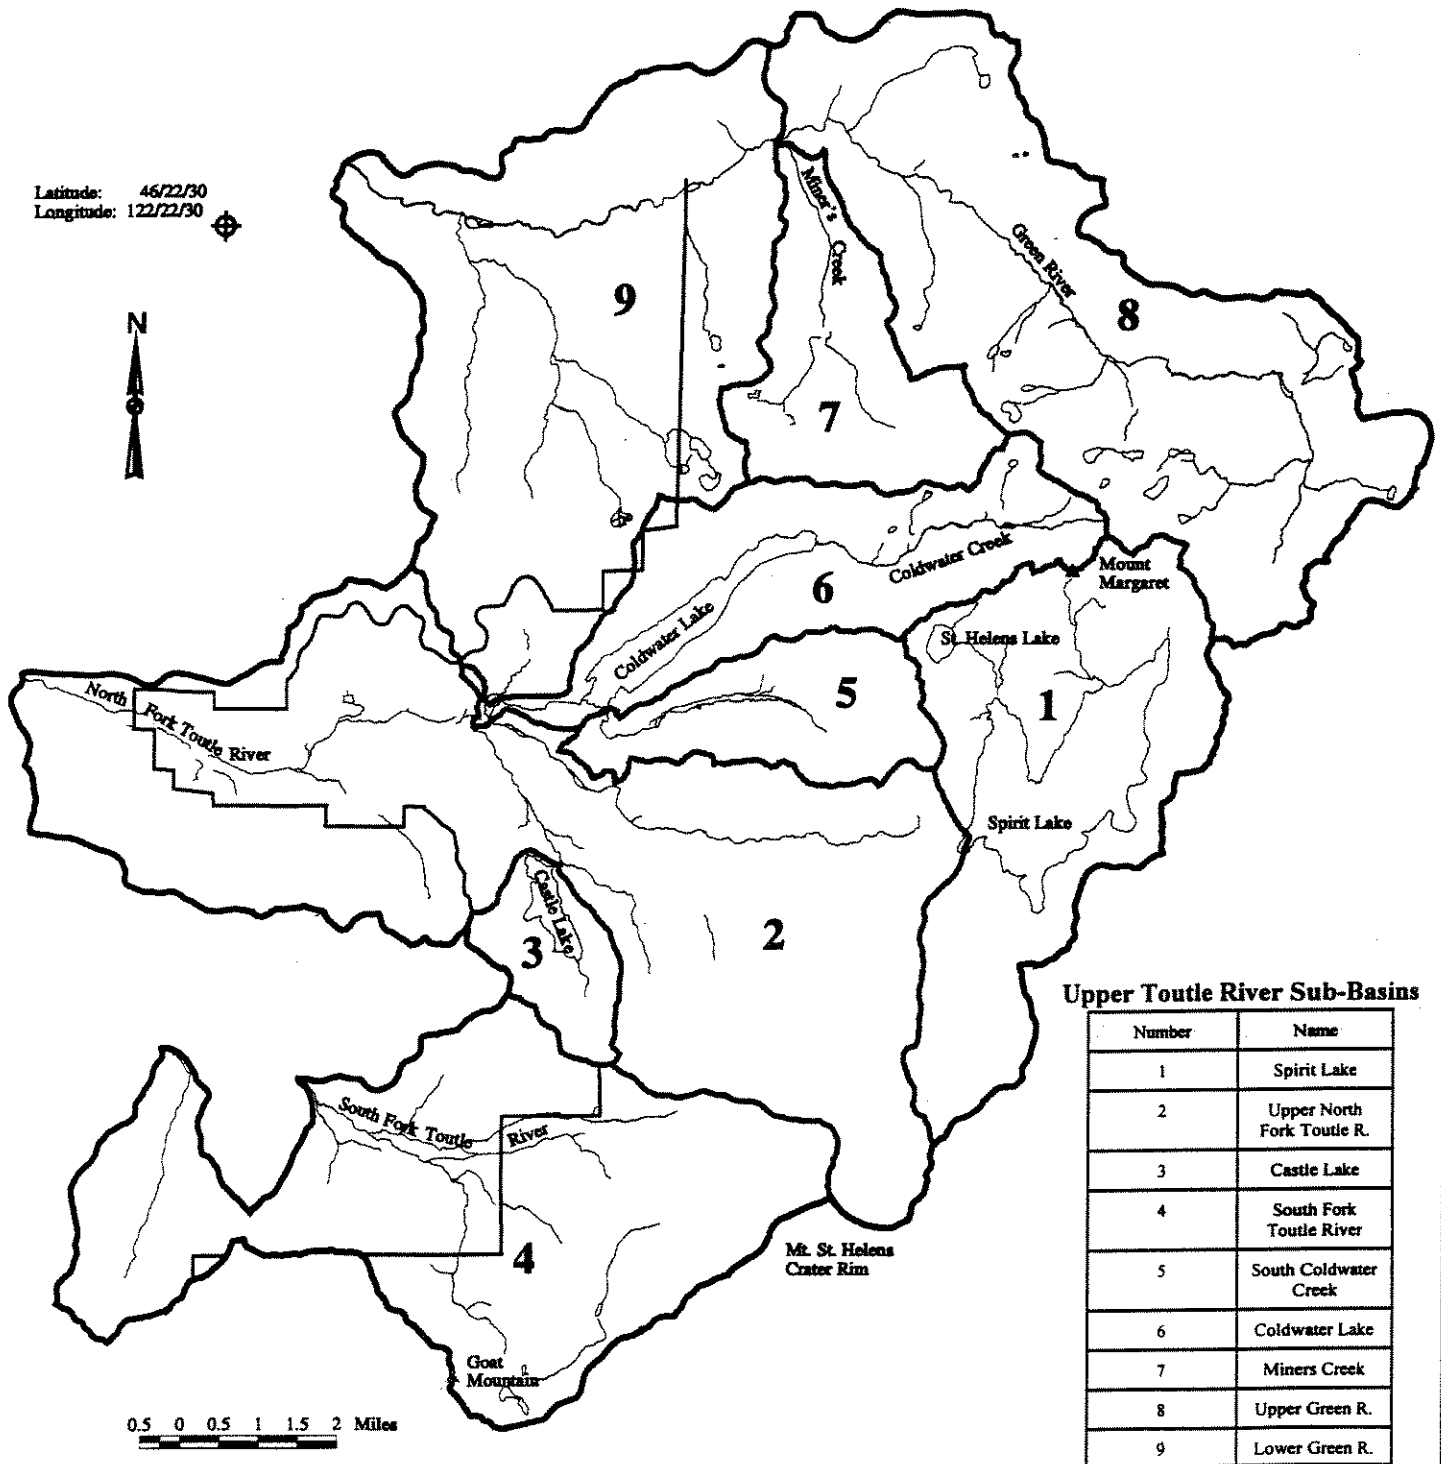 Latitude: 46/22/30
Longitude: 122/22/30
N
Miner's Creek
Green River
9
8
7
Coldwater Creek
6
Mount
Margaret
Coldwater Lake
St. Helens Lake
5
1
North Fork Toutle River
Spirit Lake
Castle Lake
3
2
South Fork Toutle River
4
Mt. St. Helens
Crater Rim
Goat
Mountain
0.5 0 0.5 1 1.5 2 Miles
Upper Toutle River Sub-Basins
Number Name
1 Spirit Lake
2 Upper North
Fork Toutle R.
3 Castle Lake
4 South Fork
Toutle River
5 South Coldwater
Creek
6 Coldwater Lake
7 Miners Creek
8 Upper Green R.
9 Lower Green R.